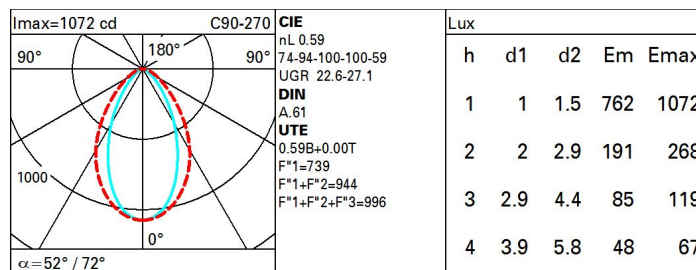 Imax=1072 cd C90-270
90° 180° 90°
1000
0°
α=52° / 72°
CIE
nL 0.59
74-94-100-100-59
UGR 22.6-27.1
DIN
A.61
UTE
0.59B+0.00T
F"1=739
F"1+F"2=944
F"1+F"2+F"3=996
Lux
h d1 d2 Em Emax
1 1 1.5 762 1072
2 2 2.9 191 268
3 2.9 4.4 85 119
4 3.9 5.8 48 67